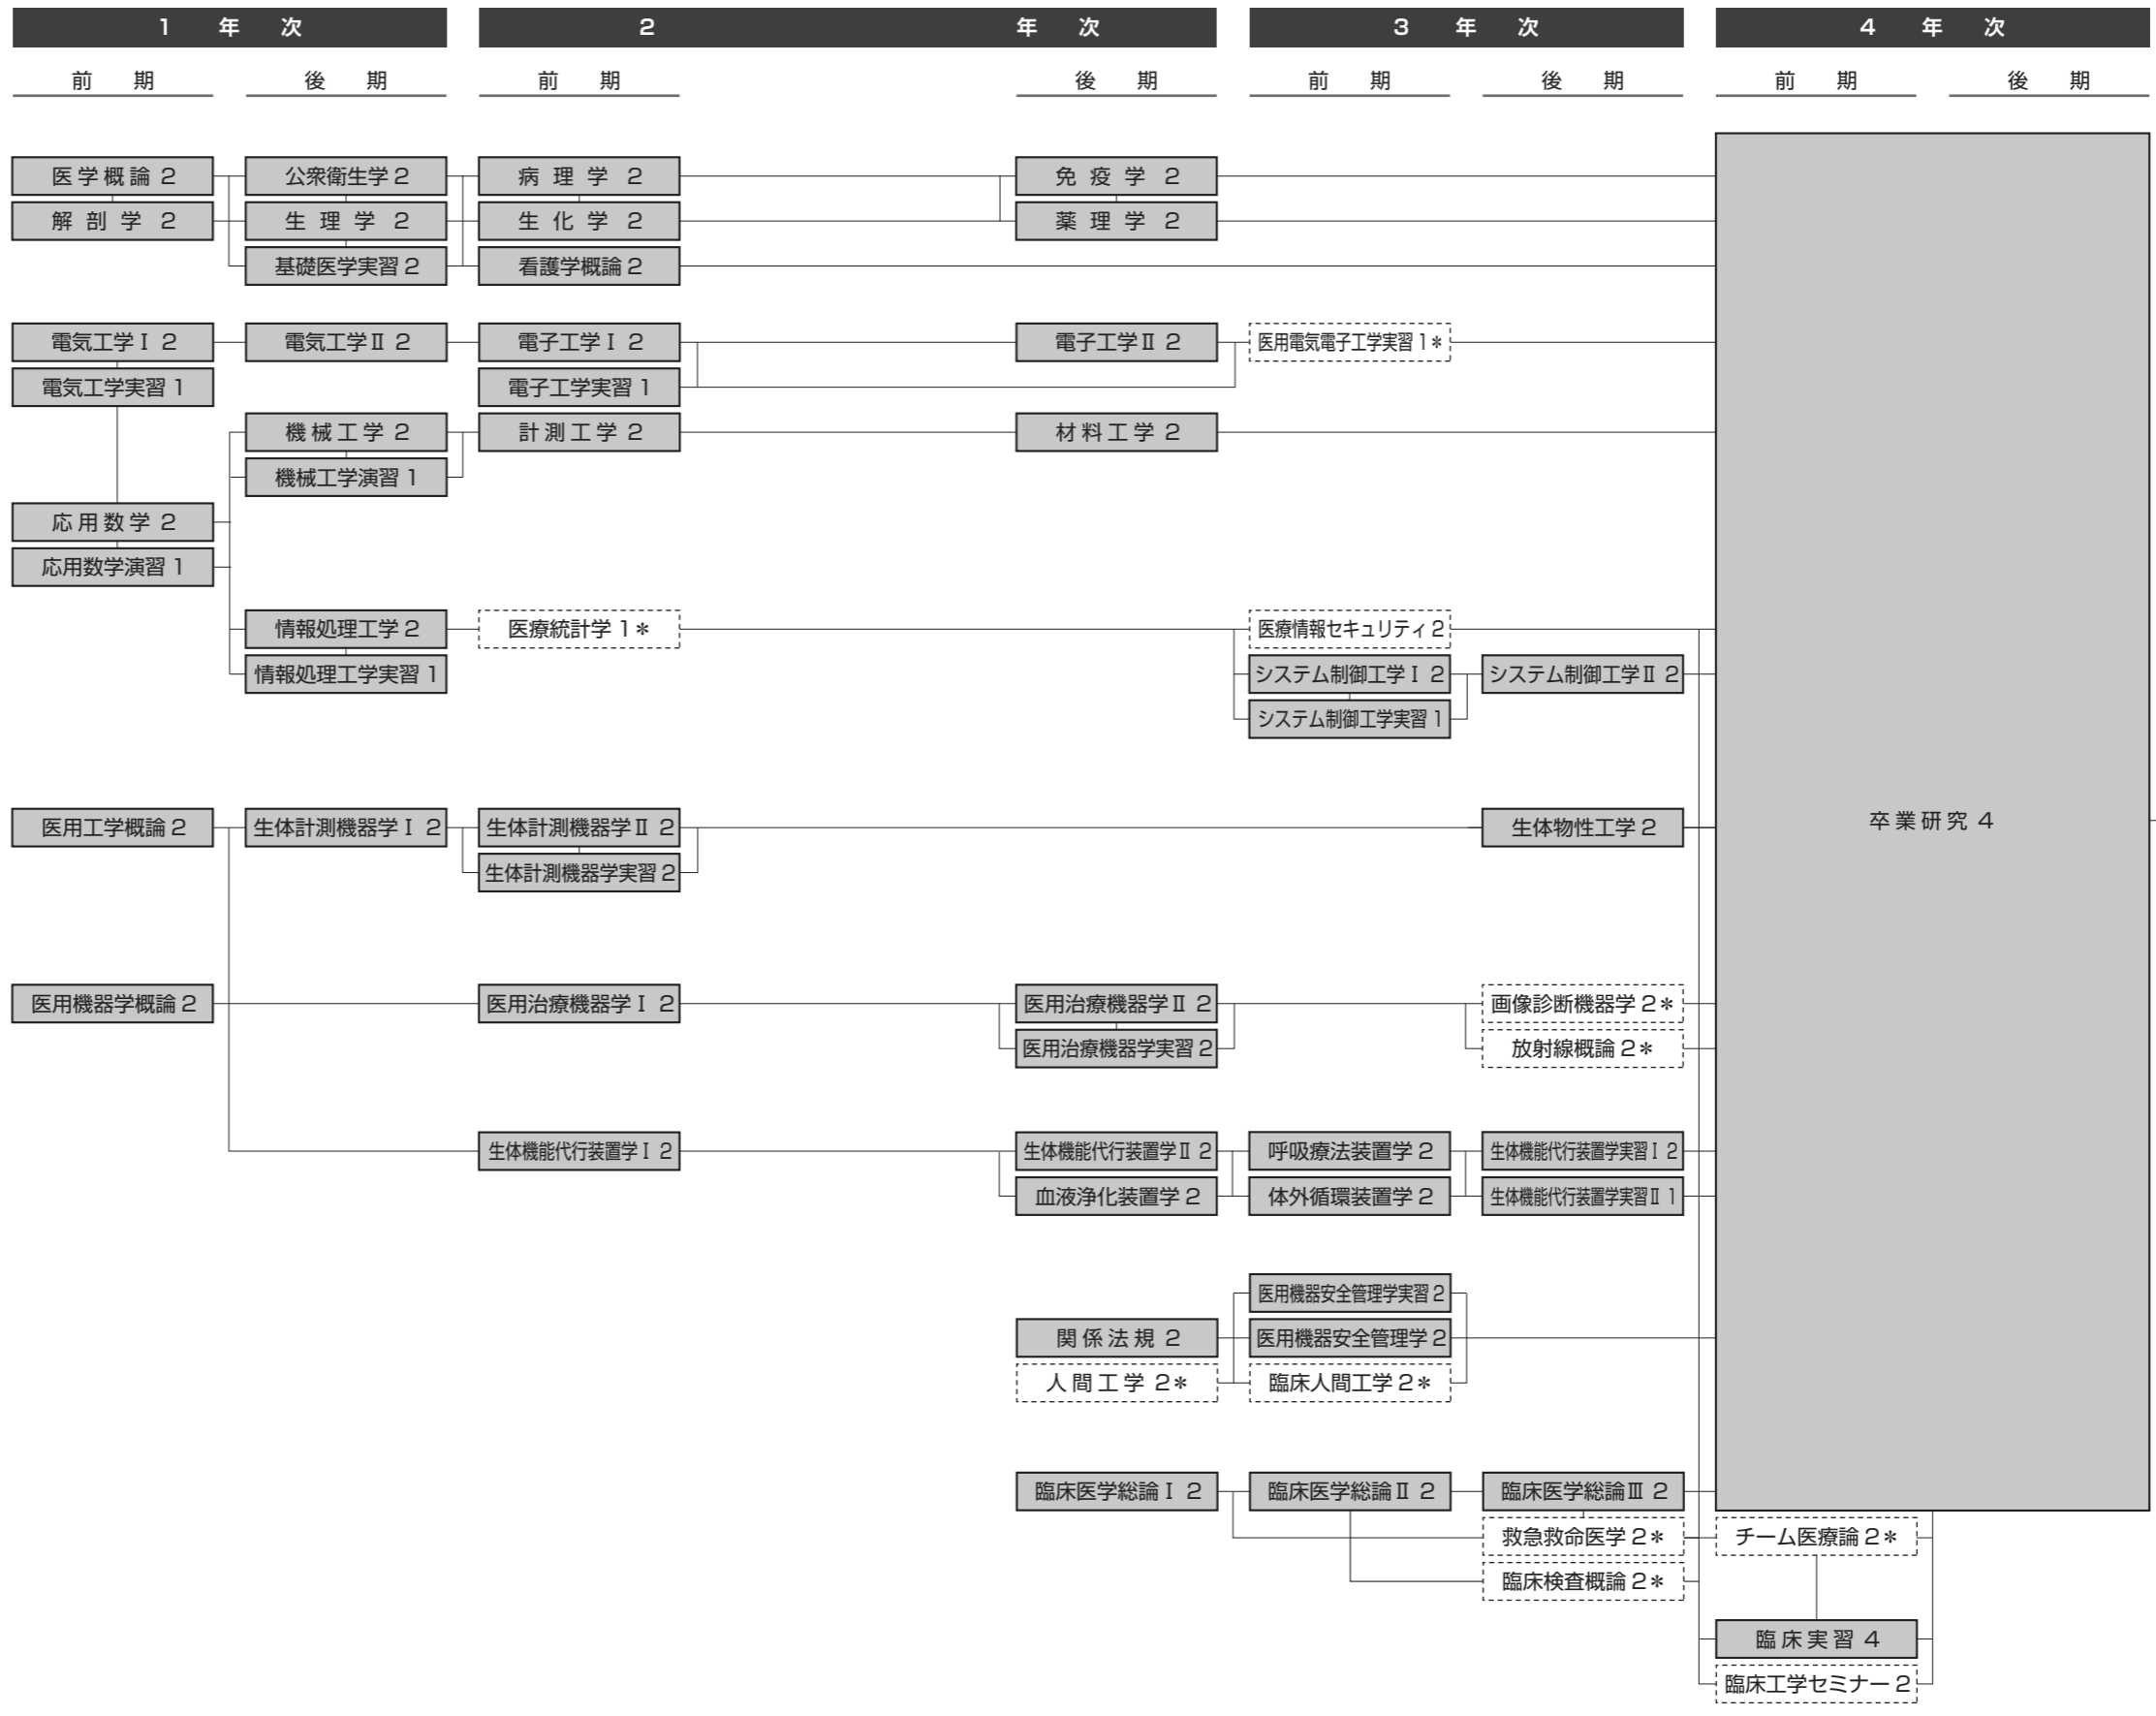 1 年 次 2 年 次 3 年 次 4 年 次
前 期 後 期 前 期 後 期 前 期 後 期 前 期 後 期
医学概論 2 公衆衛生学 2 病理学 2 免疫学 2
解剖学 2 生理学 2 生化学 2 薬理学 2
基礎医学実習 2 看護学概論 2
電気工学Ⅰ 2 電気工学Ⅱ 2 電子工学Ⅰ 2 電子工学Ⅱ 2 医用電気電子工学実習 1＊
電気工学実習 1 電子工学実習 1
機械工学 2 計測工学 2 材料工学 2
機械工学演習 1
応用数学 2
応用数学演習 1
情報処理工学 2 医療統計学 1＊ 医療情報セキュリティ 2
情報処理工学実習 1 システム制御工学Ⅰ 2 システム制御工学Ⅱ 2
システム制御工学実習 1
卒業研究 4
医用工学概論 2 生体計測機器学Ⅰ 2 生体計測機器学Ⅱ 2 生体物性工学 2
生体計測機器学実習 2
医用機器学概論 2 医用治療機器学Ⅰ 2 医用治療機器学Ⅱ 2 画像診断機器学 2＊
医用治療機器学実習 2 放射線概論 2＊
生体機能代行装置学Ⅰ 2 生体機能代行装置学Ⅱ 2 呼吸療法装置学 2 生体機能代行装置学実習Ⅰ 2
血液浄化装置学 2 体外循環装置学 2 生体機能代行装置学実習Ⅱ 1
医用機器安全管理学実習 2
関係法規 2 医用機器安全管理学 2
人間工学 2＊ 臨床人間工学 2＊
臨床医学総論Ⅰ 2 臨床医学総論Ⅱ 2 臨床医学総論Ⅲ 2
救急救命医学 2＊ チーム医療論 2＊
臨床検査概論 2＊
臨床実習 4
臨床工学セミナー 2